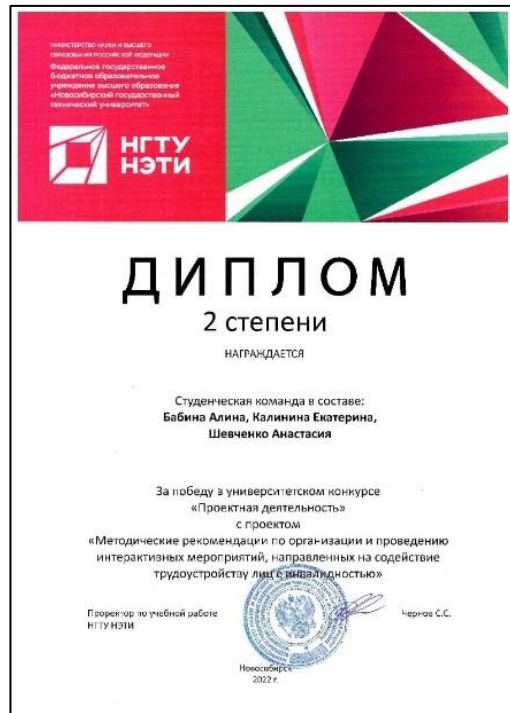 МИНИСТЕРСТВО НАУКИ И ВЫСШЕГО
ОБРАЗОВАНИЯ РОССИЙСКОЙ ФЕДЕРАЦИИ
Федеральное государственное
бюджетное образовательное
учреждение высшего образования
«Новосибирский государственный
технический университет»
НГТУ
НЭТИ
ДИПЛОМ
2 степени
НАГРАЖДАЕТСЯ
Студенческая команда в составе:
Бабина Алина, Калинина Екатерина,
Шевченко Анастасия
За победу в университетском конкурсе
«Проектная деятельность»
с проектом
«Методические рекомендации по организации и проведению
интерактивных мероприятий, направленных на содействие
трудоустройству лиц с инвалидностью»
Проректор по учебной работе
НГТУ НЭТИ
Чернов С.С.
Новосибирск
2022 г.